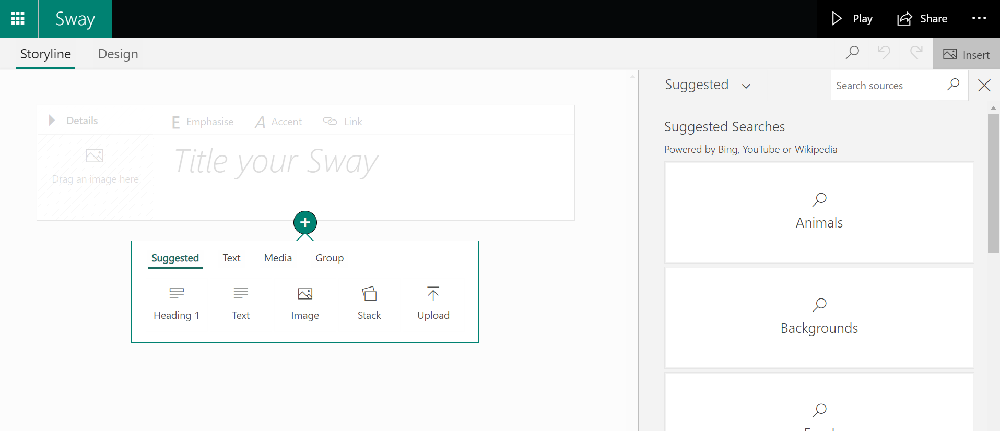 Sway
Play
Share
Storyline
Design
Insert
Suggested
Search sources
Details
E Emphasise
A Accent
Link
Drag an image here
Title your Sway
Suggested Searches
Powered by Bing, YouTube or Wikipedia
Animals
Suggested
Text
Media
Group
Heading 1
Text
Image
Stack
Upload
Backgrounds